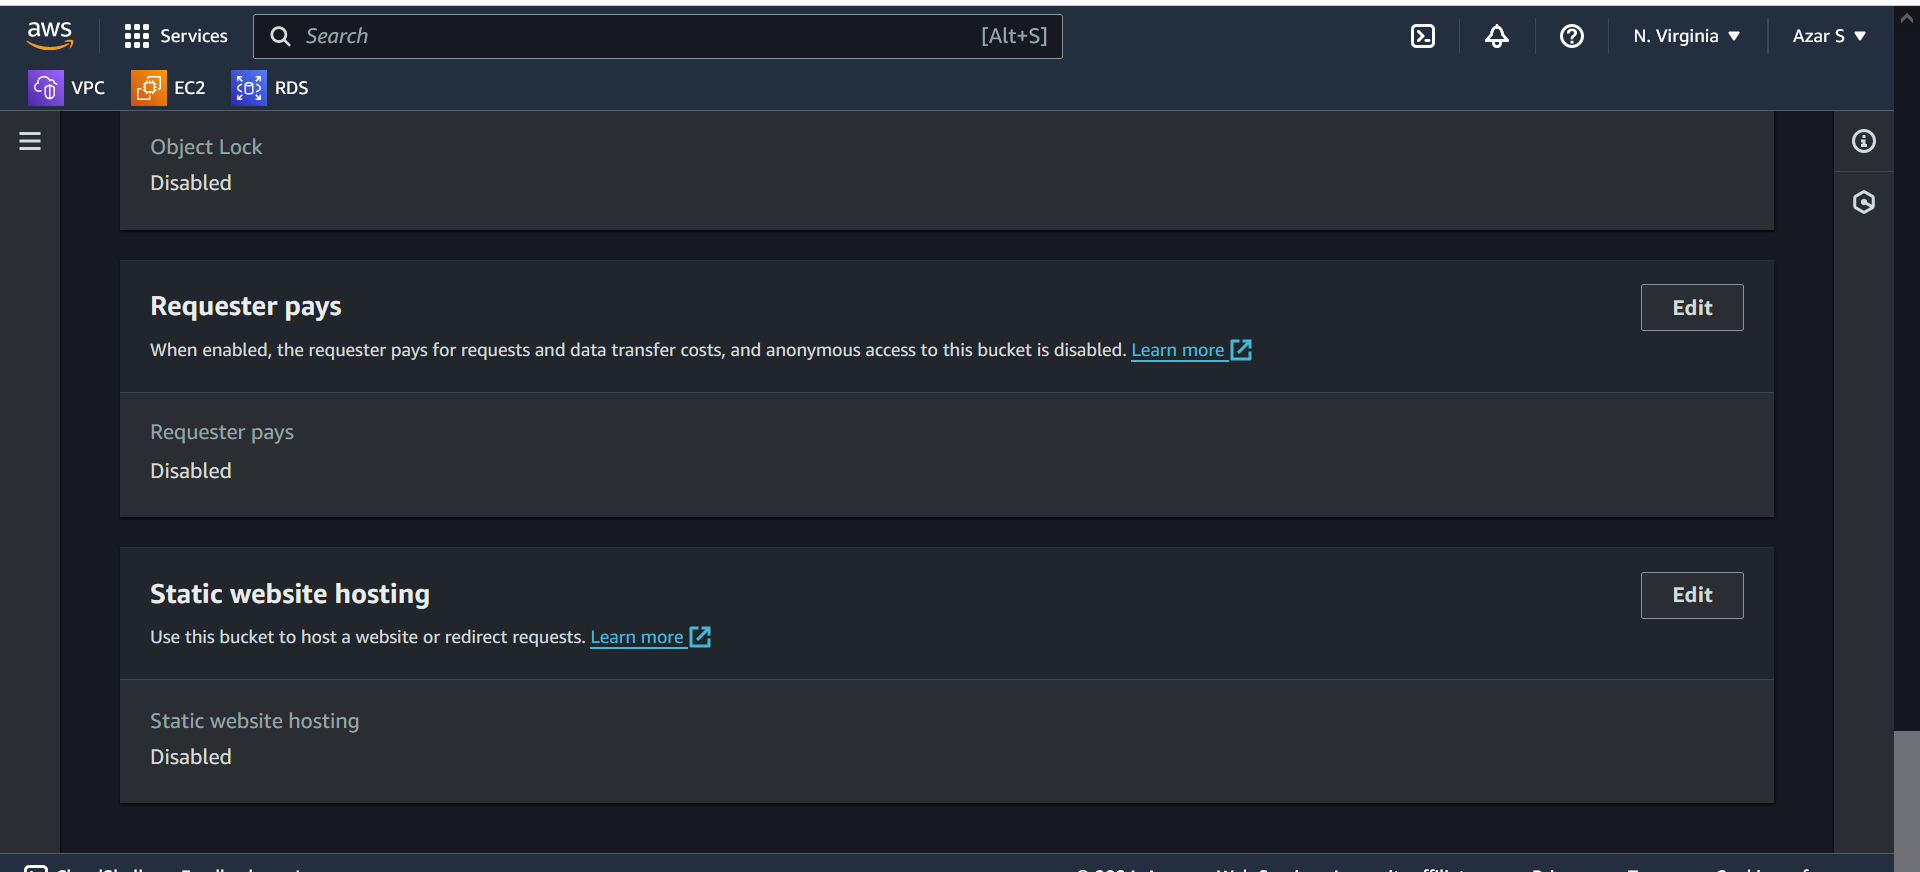 aws
Services
Search
[Alt+S]
N. Virginia
Azar S
VPC
EC2
RDS
Object Lock
Disabled
Requester pays
Edit
When enabled, the requester pays for requests and data transfer costs, and anonymous access to this bucket is disabled. Learn more
Requester pays
Disabled
Static website hosting
Edit
Use this bucket to host a website or redirect requests. Learn more
Static website hosting
Disabled